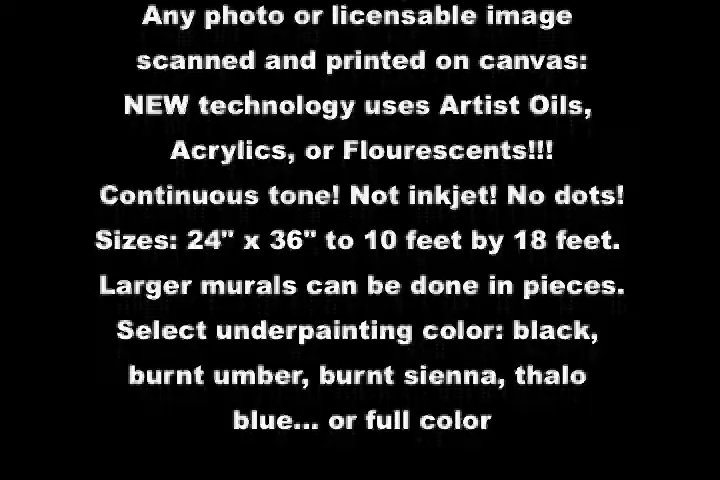 Any photo or licensable image
scanned and printed on canvas:
NEW technology uses Artist Oils,
Acrylics, or Flourescents!!!
Continuous tone! Not inkjet! No dots!
Sizes: 24" x 36" to 10 feet by 18 feet.
Larger murals can be done in pieces.
Select underpainting color: black,
burnt umber, burnt sienna, thalo
blue... or full color